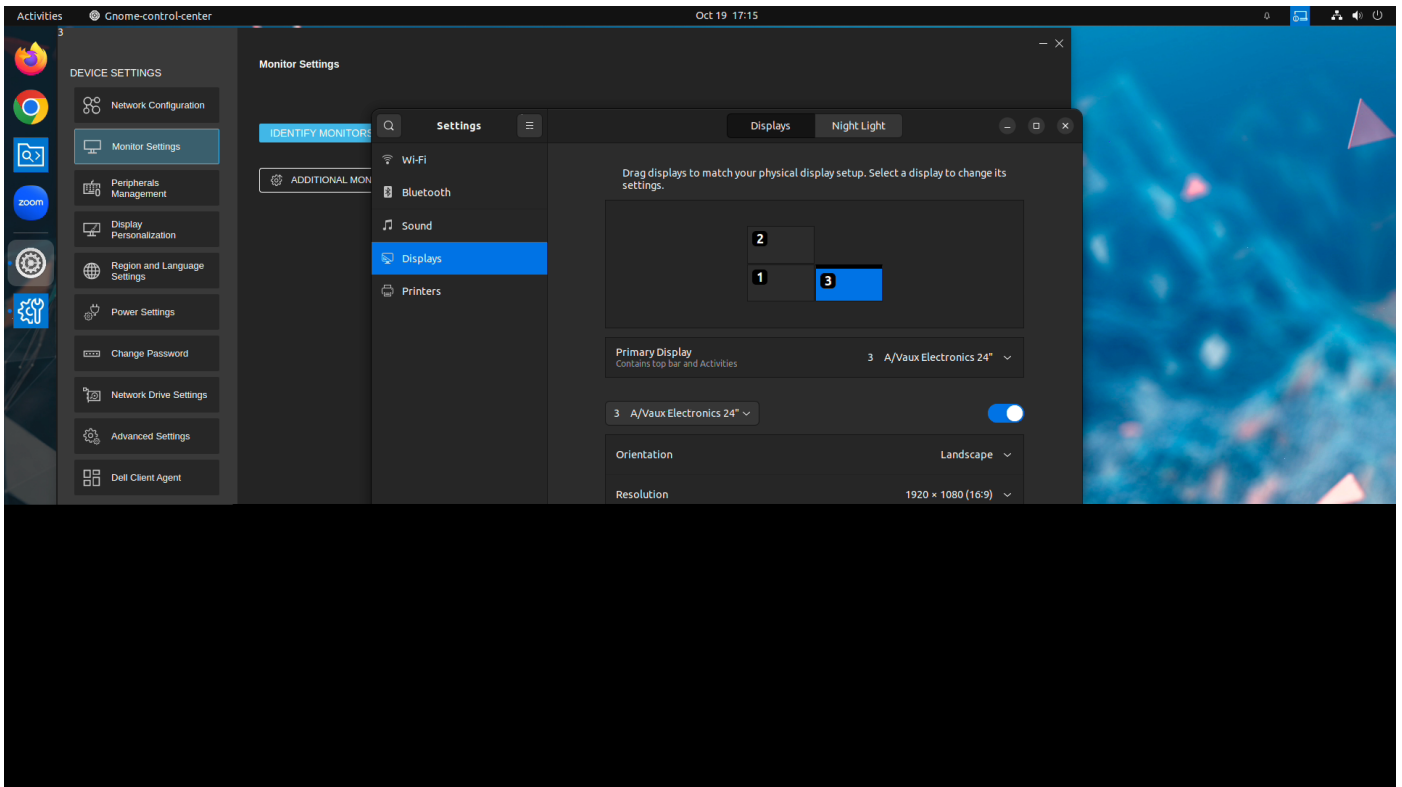 Activities
Gnome-control-center
Oct 19 17:15
3
zoom
DEVICE SETTINGS
Network Configuration
Monitor Settings
Peripherals
Management
Display
Personalization
Region and Language
Settings
Power Settings
Change Password
Network Drive Settings
Advanced Settings
Dell Client Agent
Monitor Settings
IDENTIFY MONITORS
ADDITIONAL MON
Settings
Wi-Fi
Bluetooth
Sound
Displays
Printers
Displays
Night Light
Drag displays to match your physical display setup. Select a display to change its
settings.
2
1
3
Primary Display
Contains top bar and Activities
3 A/Vaux Electronics 24"
3 A/Vaux Electronics 24"
Orientation
Landscape
Resolution
1920 × 1080 (16:9)